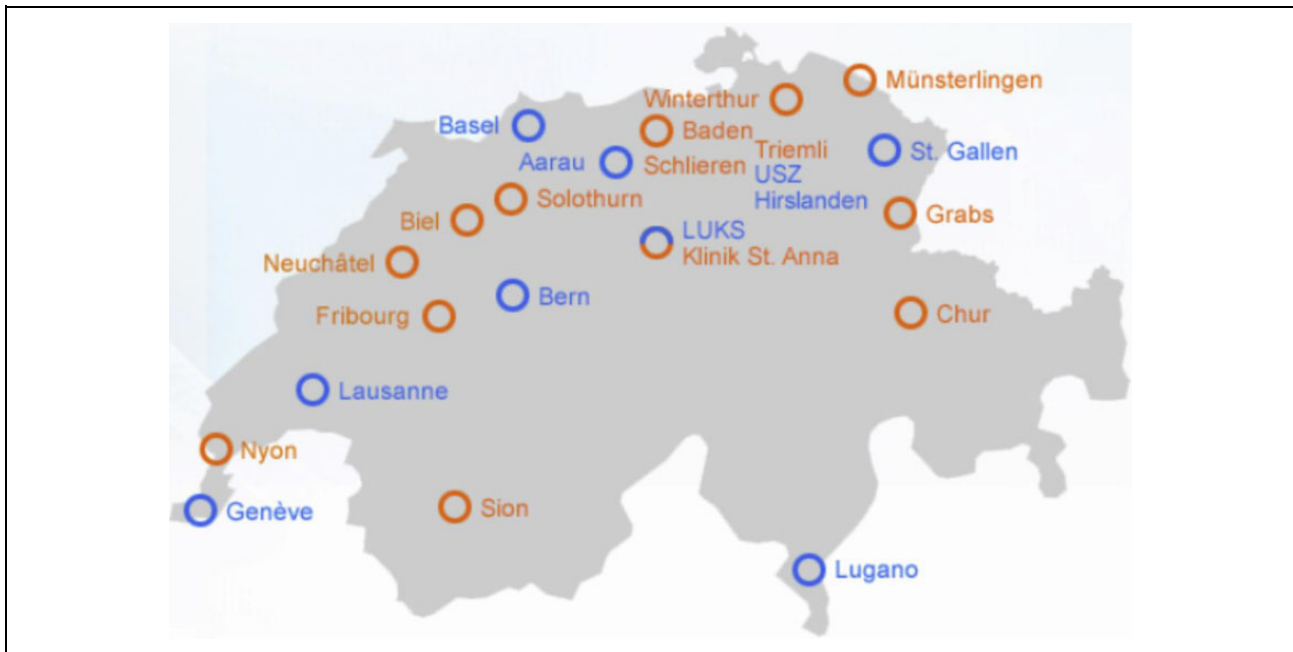 Münsterlingen
Winterthur
Basel
Baden
Triemli
Aarau
Schlieren
St. Gallen
USZ
Hirslanden
Solothurn
Biel
Grabs
LUKS
Klinik St. Anna
Neuchâtel
Bern
Fribourg
Chur
Lausanne
Nyon
Sion
Genève
Lugano